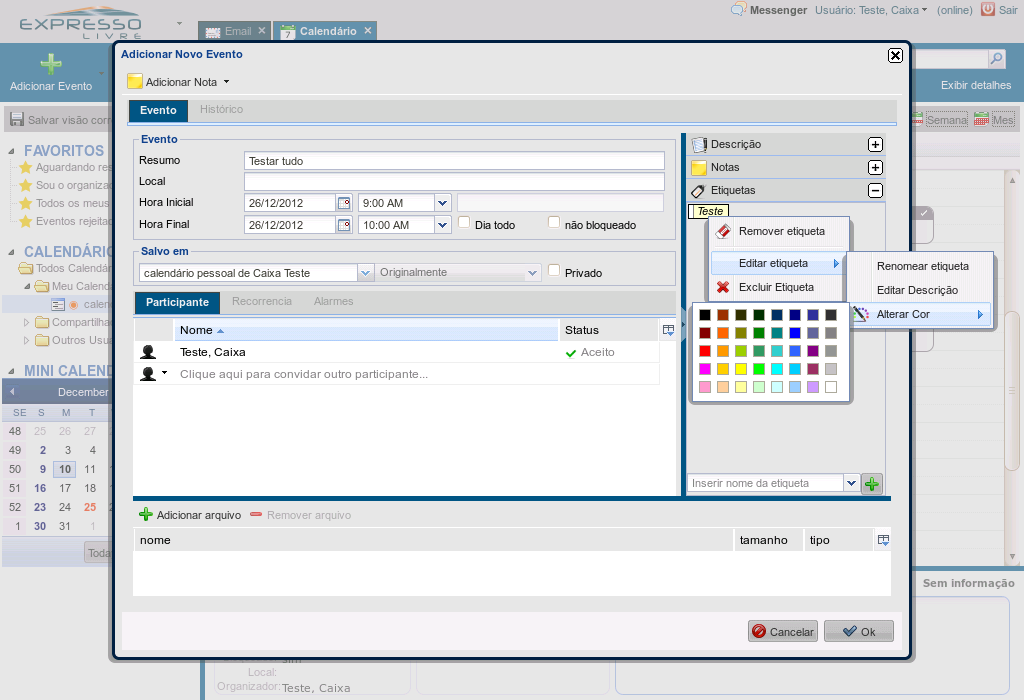 EXPRESSO
LIVRE
Email
Calendário
Messenger
Usuário: Teste, Caixa
(online)
Sair
Adicionar Evento
Exibir detalhes
Salvar visão corr
Semana
Mes
FAVORITOS
Aguardando res
Sou o organizad
Todos os meus
Eventos rejeitad
CALENDÁRIO
Todos Calendári
Meu Calendá
calen
Compartilha
Outros Usuá
MINI CALEND
December
SE S M T
48 25 26 27
49 2 3 4
50 9 10 11
51 16 17 18
52 23 24 25
1 30 31 1
Toda
Adicionar Novo Evento
Adicionar Nota
Evento
Histórico
Evento
Resumo
Testar tudo
Local
Hora Inicial
26/12/2012
9:00 AM
Hora Final
26/12/2012
10:00 AM
Dia todo
não bloqueado
Salvo em
calendário pessoal de Caixa Teste
Originalmente
Privado
Participante
Recorrencia
Alarmes
Nome
Status
Teste, Caixa
Aceito
Clique aqui para convidar outro participante...
Descrição
Notas
Etiquetas
Teste
Remover etiqueta
Editar etiqueta
Excluir Etiqueta
Renomear etiqueta
Editar Descrição
Alterar Cor
Inserir nome da etiqueta
Adicionar arquivo
Remover arquivo
nome
tamanho
tipo
Cancelar
Ok
Sem informação
Local:
Organizador: Teste, Caixa